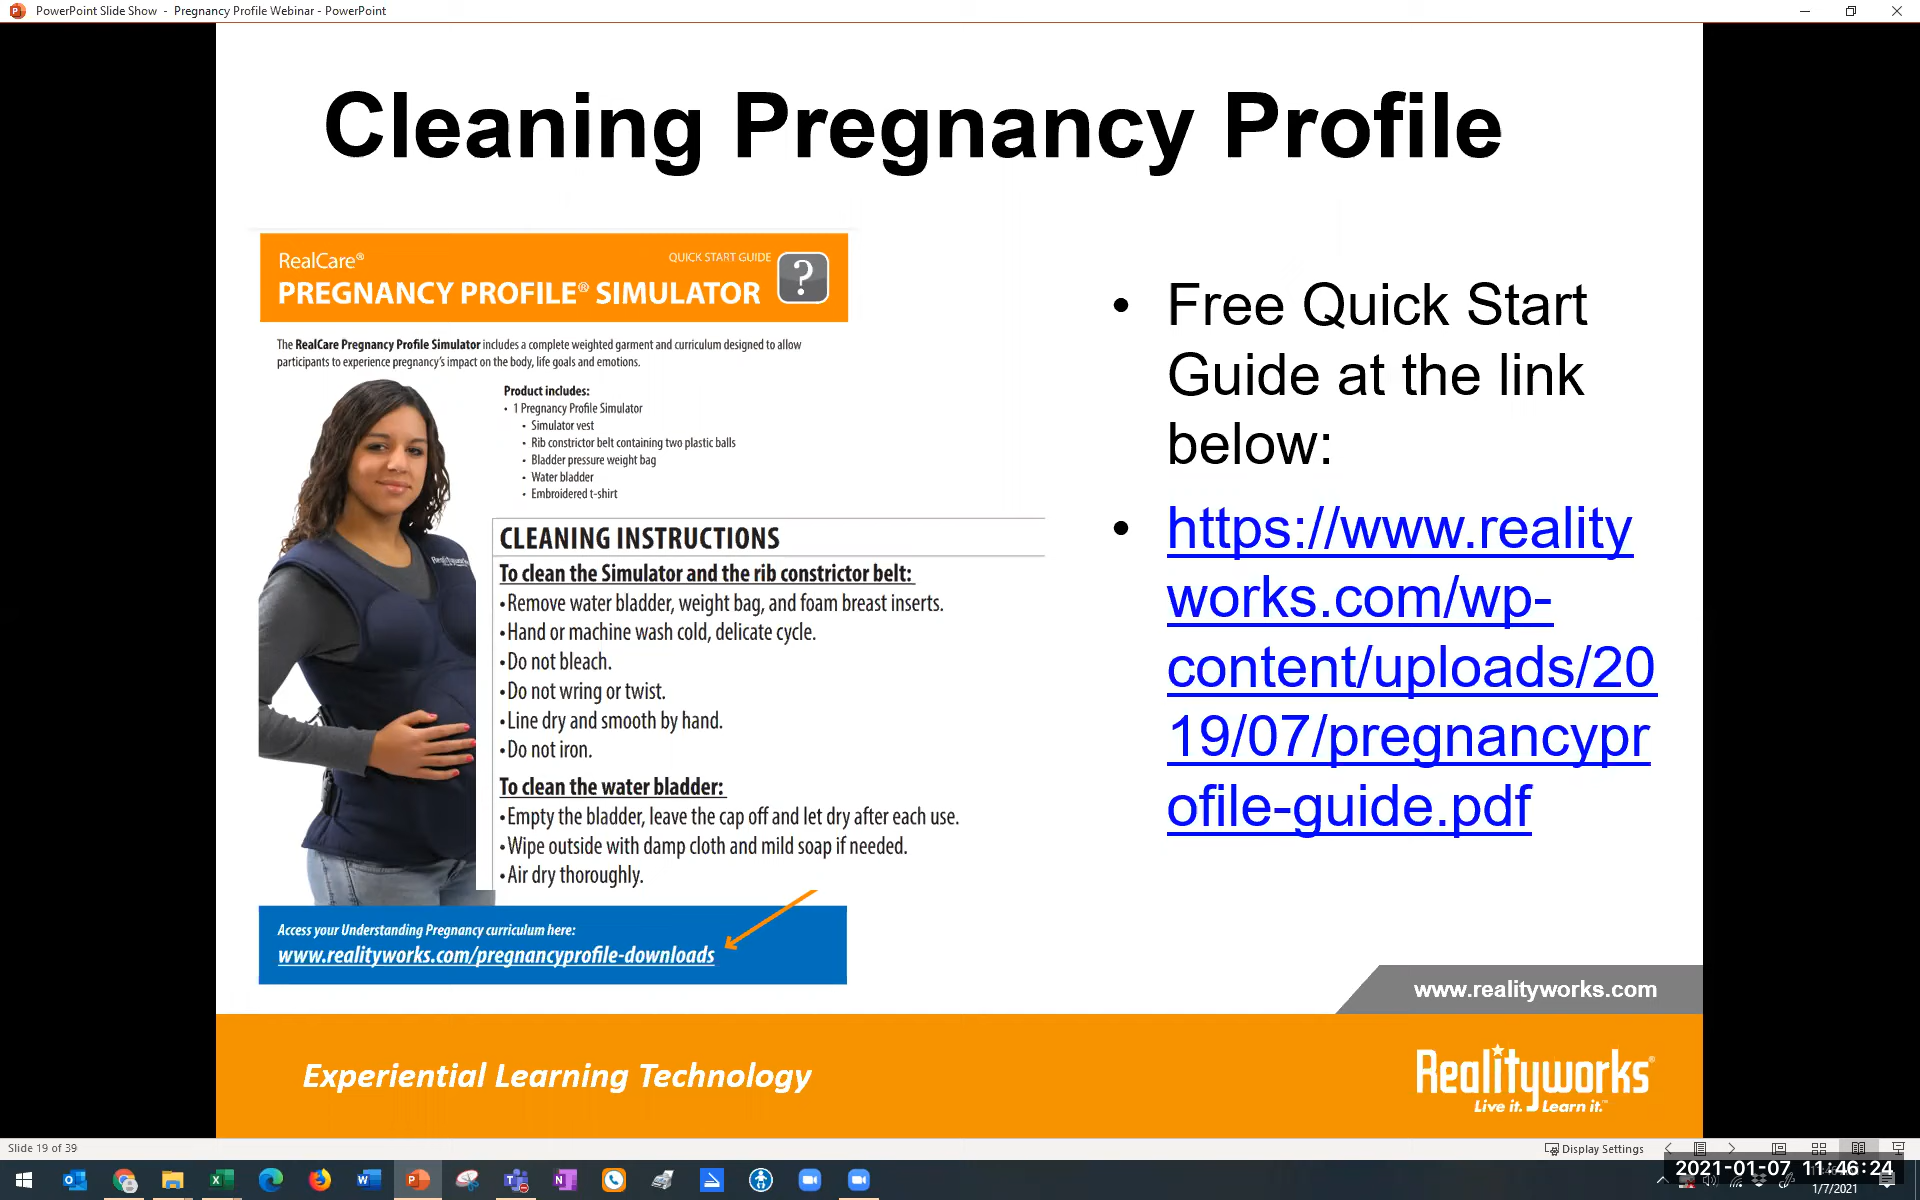 PowerPoint Slide Show - Pregnancy Profile Webinar - PowerPoint
Cleaning Pregnancy Profile
RealCare®
QUICK START GUIDE
?
PREGNANCY PROFILE® SIMULATOR
The RealCare Pregnancy Profile Simulator includes a complete weighted garment and curriculum designed to allow
participants to experience pregnancy's impact on the body, life goals and emotions.
Product includes:
• 1 Pregnancy Profile Simulator
• Simulator vest
• Rib constrictor belt containing two plastic balls
• Bladder pressure weight bag
• Water bladder
• Embroidered t-shirt
Realityworks
CLEANING INSTRUCTIONS
To clean the Simulator and the rib constrictor belt:
•Remove water bladder, weight bag, and foam breast inserts.
•Hand or machine wash cold, delicate cycle.
•Do not bleach.
•Do not wring or twist.
•Line dry and smooth by hand.
•Do not iron.
To clean the water bladder:
•Empty the bladder, leave the cap off and let dry after each use.
•Wipe outside with damp cloth and mild soap if needed.
•Air dry thoroughly.
Access your Understanding Pregnancy curriculum here:
www.realityworks.com/pregnancyprofile-downloads
• Free Quick Start
Guide at the link
below:
• https://www.reality
works.com/wp-
content/uploads/20
19/07/pregnancypr
ofile-guide.pdf
www.realityworks.com
Experiential Learning Technology
Realityworks®
Live it. Learn it.™
Slide 19 of 39
Display Settings
2021-01-07 11:46:24
1/7/2021